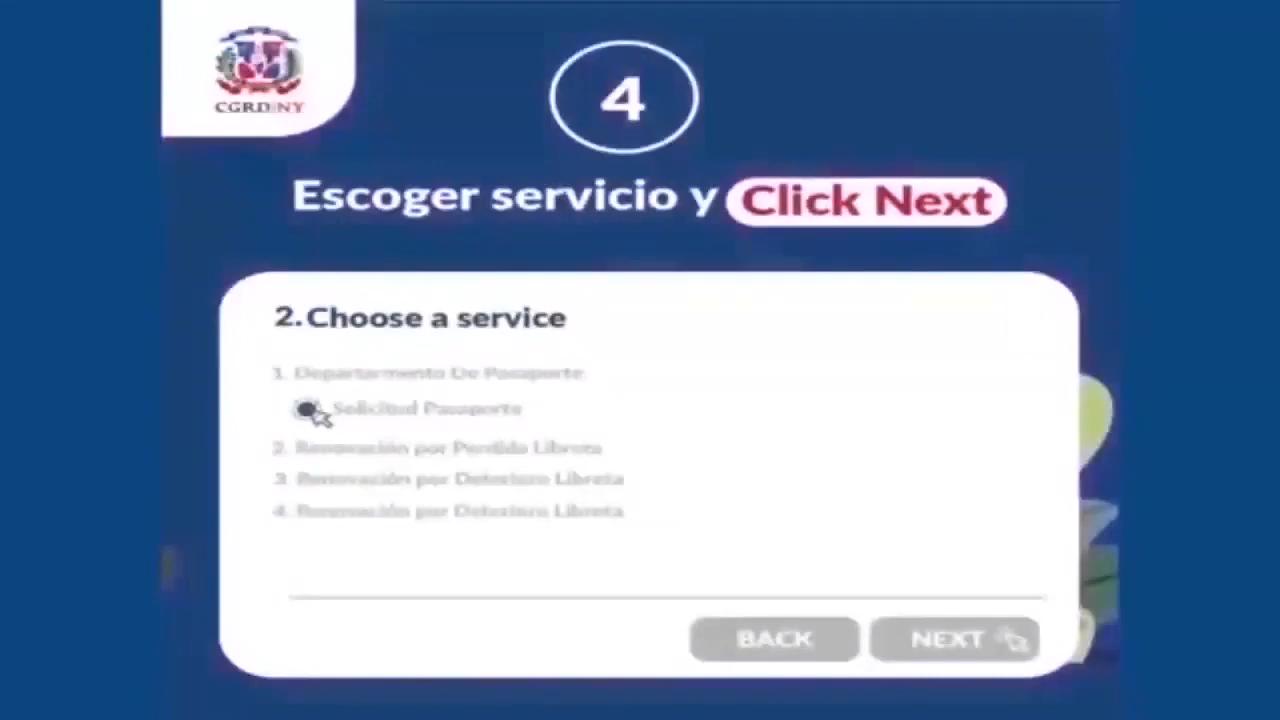 CGRD|NY
4
Escoger servicio y Click Next
2. Choose a service
1. Departarmento De Pasaporte
Solicitud Pasaporte
2. Renovación por Perdida Libreta
3. Renovación por Deterioro Libreta
4. Renovación por Deterioro Libreta
BACK NEXT